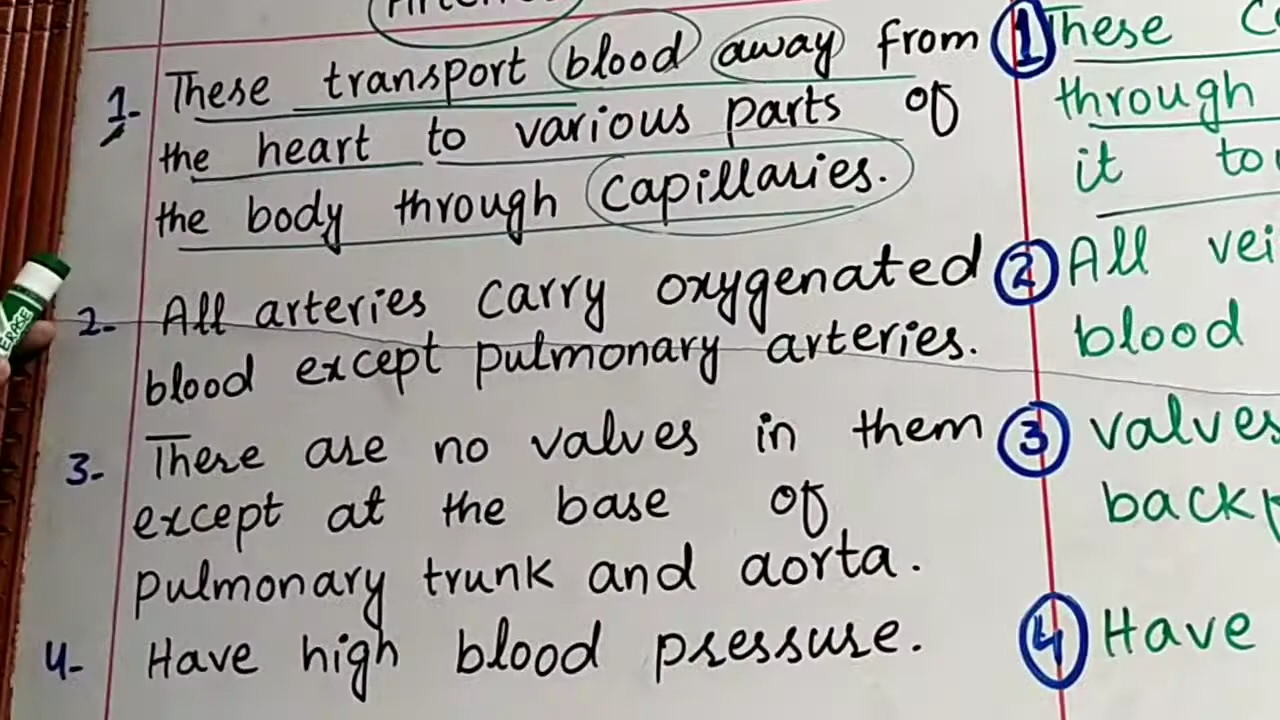 1- These transport blood away from
the heart to various parts of
the body through capillaries.
2- All arteries carry oxygenated
blood except pulmonary arteries.
3- There are no valves in them
except at the base of
pulmonary trunk and aorta.
4- Have high blood pressure.
1 These
through
it
2 All
blood
3 valves
4 Have
ERASE